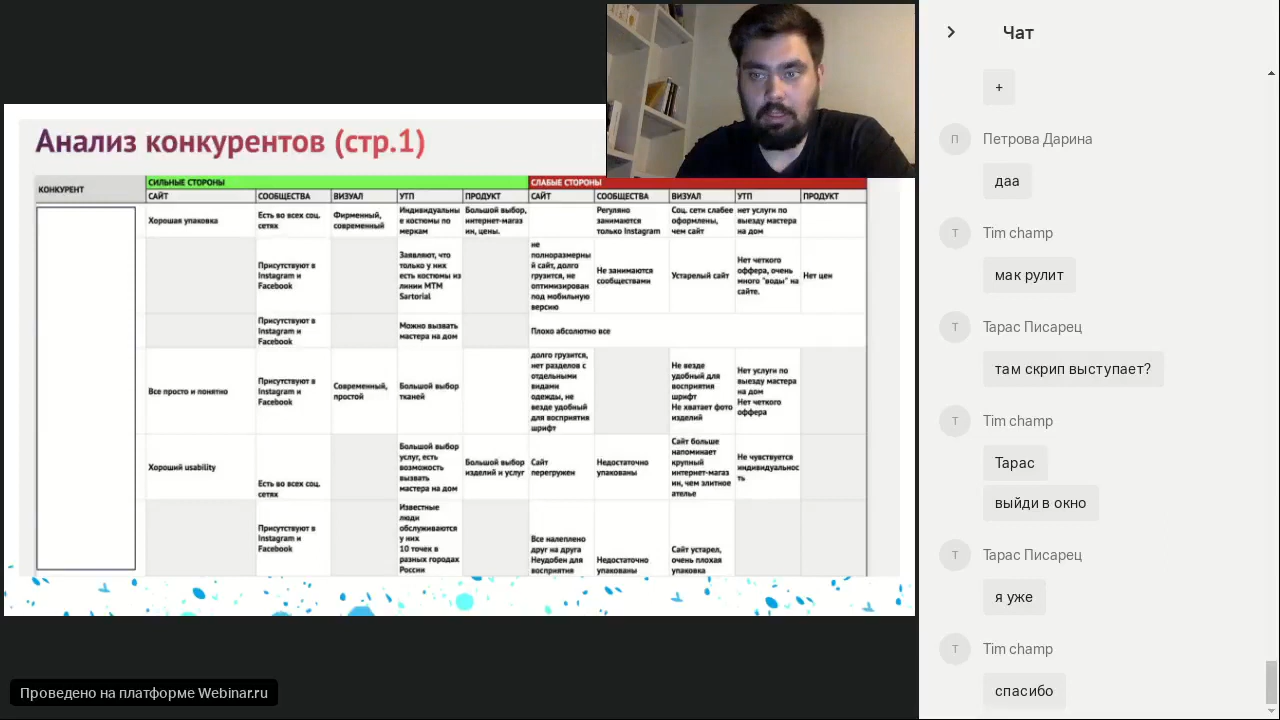 Анализ конкурентов (стр.1)
КОНКУРЕНТ
СИЛЬНЫЕ СТОРОНЫ
СЛАБЫЕ СТОРОНЫ
САЙТ
СООБЩЕСТВА
ВИЗУАЛ
УТП
ПРОДУКТ
САЙТ
СООБЩЕСТВА
ВИЗУАЛ
УТП
ПРОДУКТ
Хорошая упаковка
Есть во всех соц.
сетях
Фирменный,
современный
Индивидуальны
е костюмы по
меркам
Большой выбор,
интернет-магаз
ин, цены.
Регуляно
занимаются
только Instagram
Соц. сети слабее
оформлены,
чем сайт
нет услуги по
выезду мастера
на дом
Присутствуют в
Instagram и
Facebook
Заявляют, что
только у них
есть костюмы из
линии MTM
Sartorial
не
полноразмерны
й сайт, долго
грузится, не
оптимизирован
под мобильную
версию
Не занимаются
сообществами
Устарелый сайт
Нет четкого
оффера, очень
много "воды" на
сайте.
Нет цен
Присутствуют в
Instagram и
Facebook
Можно вызвать
мастера на дом
Плохо абсолютно все
Все просто и понятно
Присутствуют в
Instagram и
Facebook
Современный,
простой
Большой выбор
тканей
долго грузится,
нет разделов с
отдельными
видами
одежды, не
везде удобный
для восприятия
шрифт
Не везде
удобный для
восприятия
шрифт
Не хватает фото
изделий
Нет услуги по
выезду мастера
на дом
Нет четкого
оффера
Хороший usability
Есть во всех соц.
сетях
Большой выбор
услуг, есть
возможость
вызвать
мастера на дом
Большой выбор
изделий и услуг
Сайт
перегружен
Недостаточно
упакованы
Сайт больше
напоминает
крупный
интернет-магаз
ин, чем элитное
ателье
Не чувствуется
индивидуальнос
ть
Присутствуют в
Instagram и
Facebook
Известные
люди
обслуживаются
у них
10 точек в
разных городах
России
Все налеплено
друг на друга
Неудобен для
восприятия
Недостаточно
упакованы
Сайт устарел,
очень плохая
упаковка
Проведено на платформе Webinar.ru
Чат
+
П
Петрова Дарина
даа
T
Tim champ
мак рулит
Т
Тарас Писарец
там скрип выступает?
T
Tim champ
Тарас
выйди в окно
Т
Тарас Писарец
я уже
T
Tim champ
спасибо